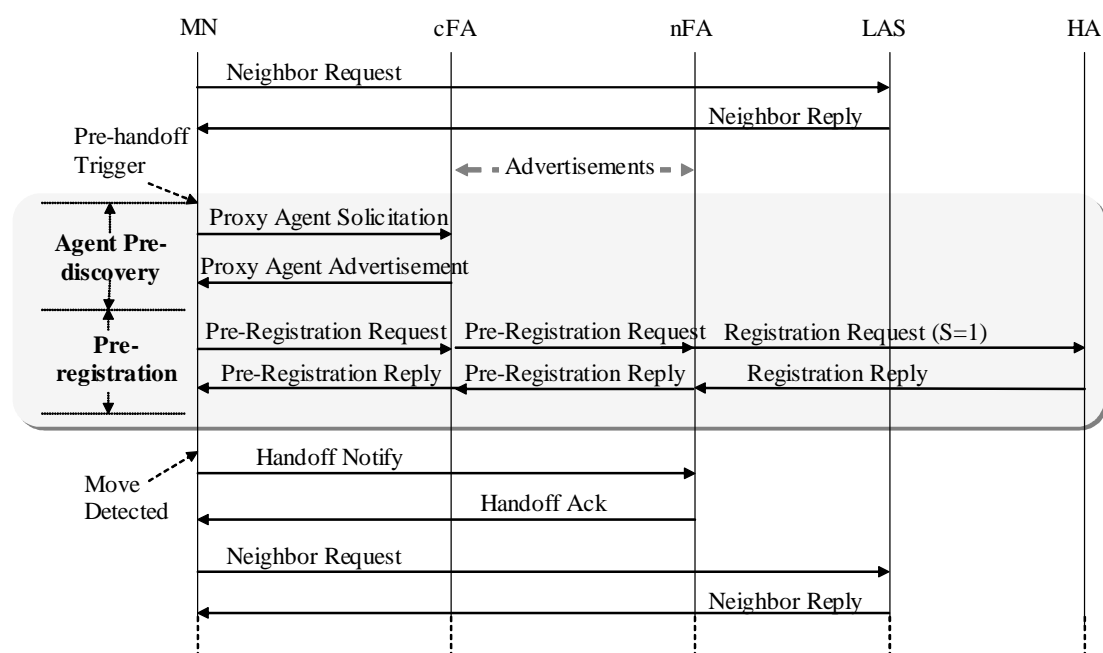 MN cFA nFA LAS HA
Neighbor Request
Neighbor Reply
Pre-handoff
Trigger
Advertisements
Proxy Agent Solicitation
Agent Pre-
discovery
Proxy Agent Advertisement
Pre-Registration Request Pre-Registration Request Registration Request (S=1)
Pre-
registration
Pre-Registration Reply Pre-Registration Reply Registration Reply
Handoff Notify
Move
Detected
Handoff Ack
Neighbor Request
Neighbor Reply